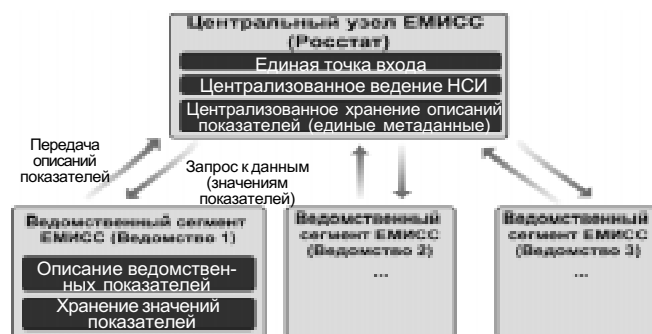 Центральный узел ЕМИСС
(Росстат)
Единая точка входа
Централизованное ведение НСИ
Централизованное хранение описаний
показателей (единые метаданные)
Передача
описаний
показателей
Запрос к данным
(значениям
показателей)
Ведомственный сегмент
ЕМИСС (Ведомство 1)
Описание ведомствен-
ных показателей
Хранение значений
показателей
Ведомственный
сегмент ЕМИСС
(Ведомство 2)
...
Ведомственный
сегмент ЕМИСС
(Ведомство 3)
...